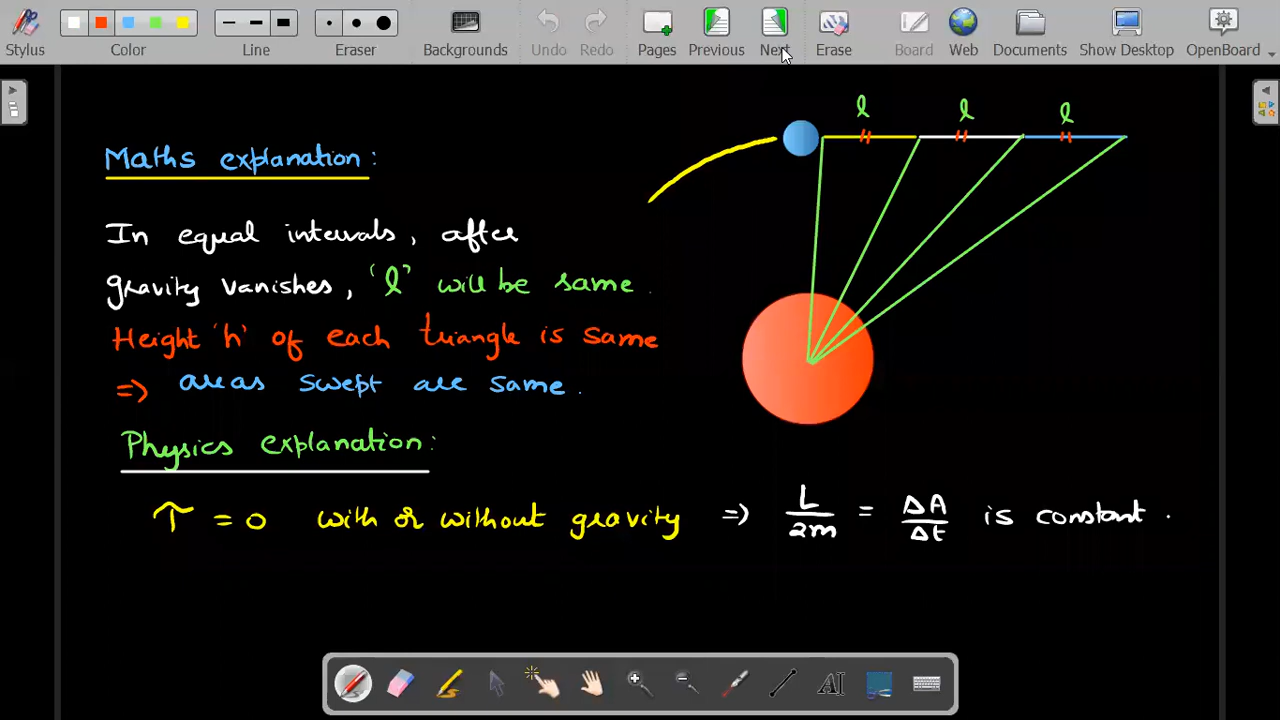 Stylus Color Line Eraser Backgrounds Undo Redo Pages Previous Next Erase Board Web Documents Show Desktop OpenBoard
l l l
Maths explanation:
In equal intervals, after
gravity vanishes, 'l' will be same.
Height 'h' of each triangle is same
=> areas swept are same.
Physics explanation:
τ = 0 with or without gravity => L/2m = ΔA/Δt is constant.